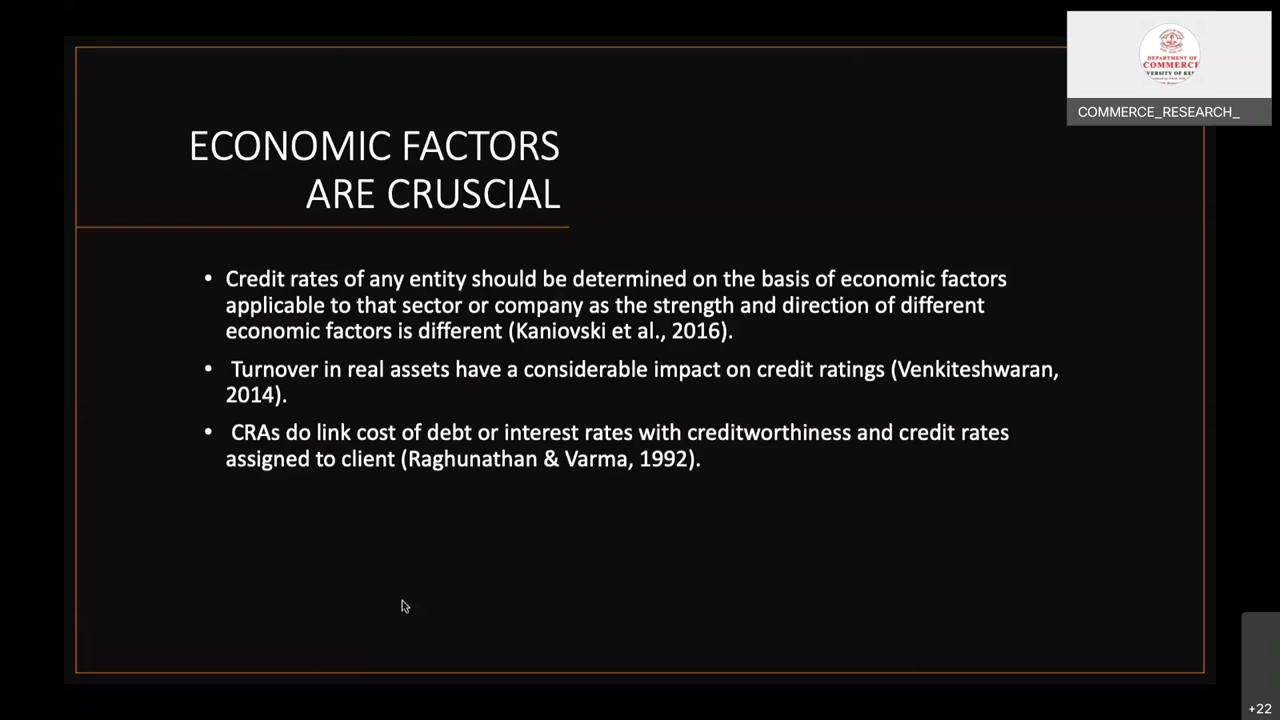 DEPARTMENT OF
COMMERCE
COMMERCE_RESEARCH_
ECONOMIC FACTORS
ARE CRUSCIAL
• Credit rates of any entity should be determined on the basis of economic factors
applicable to that sector or company as the strength and direction of different
economic factors is different (Kaniovski et al., 2016).
• Turnover in real assets have a considerable impact on credit ratings (Venkiteshwaran,
2014).
• CRAs do link cost of debt or interest rates with creditworthiness and credit rates
assigned to client (Raghunathan & Varma, 1992).
+22